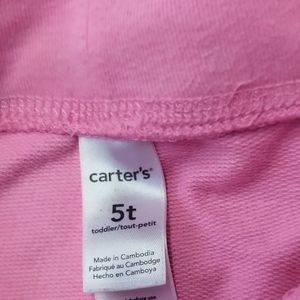 carter's®
5t
toddler/tout-petit
Made in Cambodia
Fabriqué au Cambodge
Hecho en Camboya